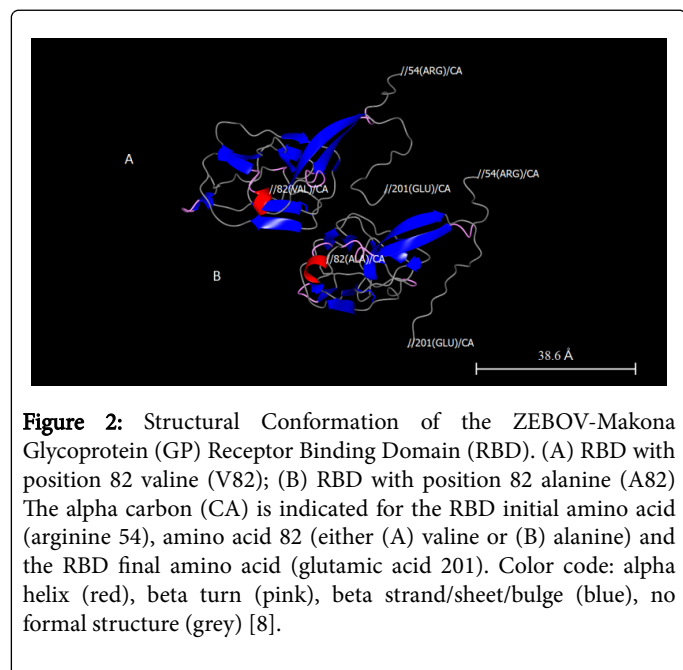 //54(ARG)/CA
A
//54(ARG)/CA
//82(VAL)/CA
//201(GLU)/CA
B
//82(ALA)/CA
//201(GLU)/CA
38.6 Å
Figure 2: Structural Conformation of the ZEBOV-Makona
Glycoprotein (GP) Receptor Binding Domain (RBD). (A) RBD with
position 82 valine (V82); (B) RBD with position 82 alanine (A82)
The alpha carbon (CA) is indicated for the RBD initial amino acid
(arginine 54), amino acid 82 (either (A) valine or (B) alanine) and
the RBD final amino acid (glutamic acid 201). Color code: alpha
helix (red), beta turn (pink), beta strand/sheet/bulge (blue), no
formal structure (grey) [8].